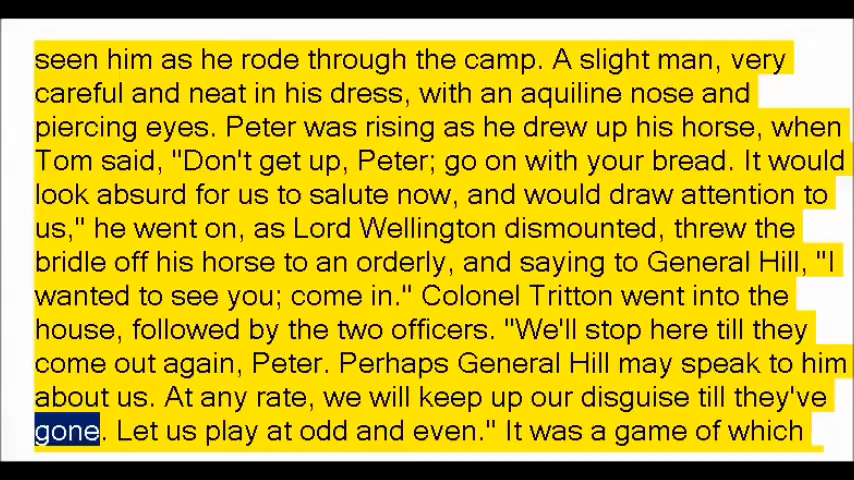 seen him as he rode through the camp. A slight man, very
careful and neat in his dress, with an aquiline nose and
piercing eyes. Peter was rising as he drew up his horse, when
Tom said, "Don't get up, Peter; go on with your bread. It would
look absurd for us to salute now, and would draw attention to
us," he went on, as Lord Wellington dismounted, threw the
bridle off his horse to an orderly, and saying to General Hill, "I
wanted to see you; come in." Colonel Tritton went into the
house, followed by the two officers. "We'll stop here till they
come out again, Peter. Perhaps General Hill may speak to him
about us. At any rate, we will keep up our disguise till they've
gone. Let us play at odd and even." It was a game of which